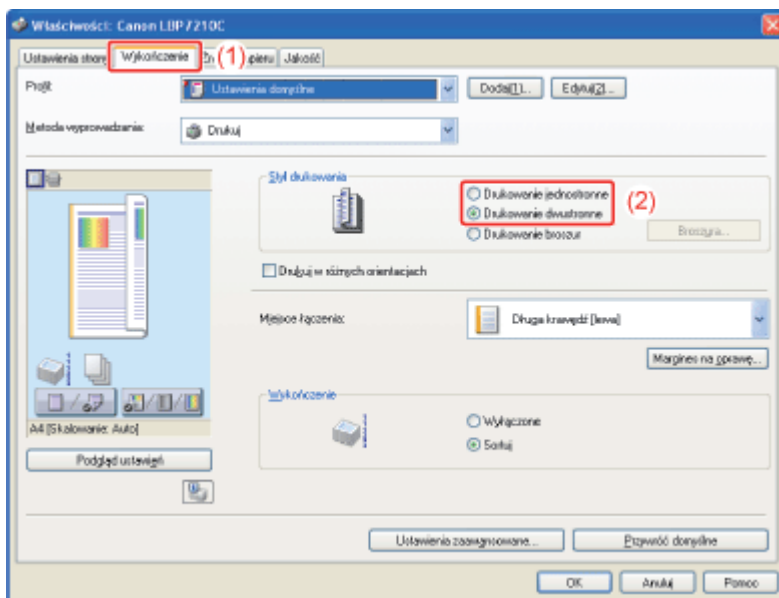 Właściwości: Canon LBP7210C
Ustawienia strony Wykończenie (1) papieru Jakość
Profil: Ustawienia domyślne Dodaj(1)... Edytuj(2)...
Metoda wyprowadzania: Drukuj
Styl drukowania
Drukowanie jednostronne
Drukowanie dwustronne (2)
Drukowanie broszur Broszura...
Drukuj w różnych orientacjach
Miejsce łączenia: Długa krawędź [lewa]
Margines na oprawę...
Wykończenie
Wyłączone
Sortuj
A4 [Skalowanie: Auto]
Podgląd ustawień
Ustawienia zaawansowane... Przywróć domyślne
OK Anuluj Pomoc